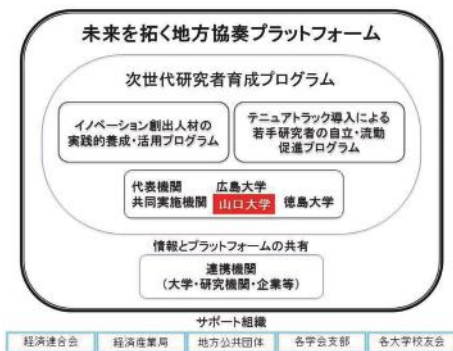 未来を拓く地方協奏プラットフォーム
次世代研究者育成プログラム
イノベーション創出人材の
実践的養成・活用プログラム
テニュアトラック導入による
若手研究者の自立・流動
促進プログラム
代表機関 広島大学
共同実施機関 山口大学 徳島大学
情報とプラットフォームの共有
連携機関
(大学・研究機関・企業等)
サポート組織
経済連合会 経済産業局 地方公共団体 各学会支部 各大学校友会